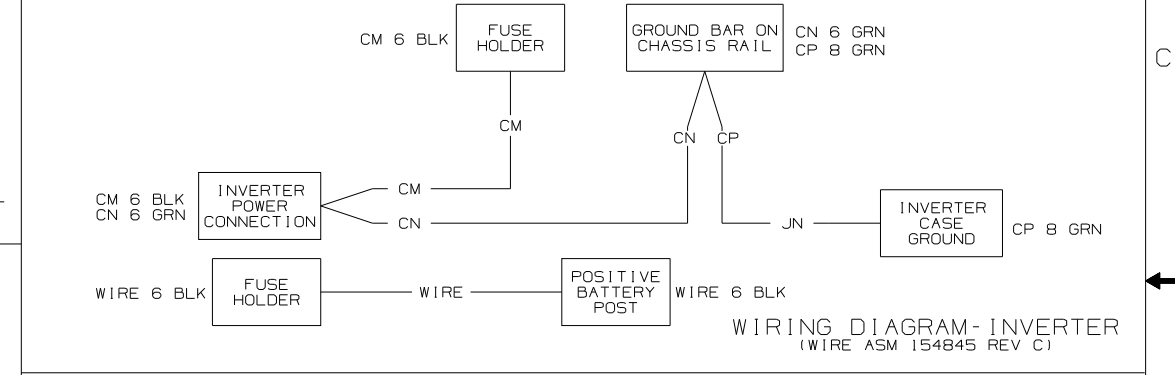 CM 6 BLK
FUSE
HOLDER
GROUND BAR ON
CHASSIS RAIL
CN 6 GRN
CP 8 GRN
C
CM
CN
CP
CM 6 BLK
CN 6 GRN
INVERTER
POWER
CONNECTION
CM
CN
JN
INVERTER
CASE
GROUND
CP 8 GRN
WIRE 6 BLK
FUSE
HOLDER
WIRE
POSITIVE
BATTERY
POST
WIRE 6 BLK
WIRING DIAGRAM-INVERTER
(WIRE ASM 154845 REV C)